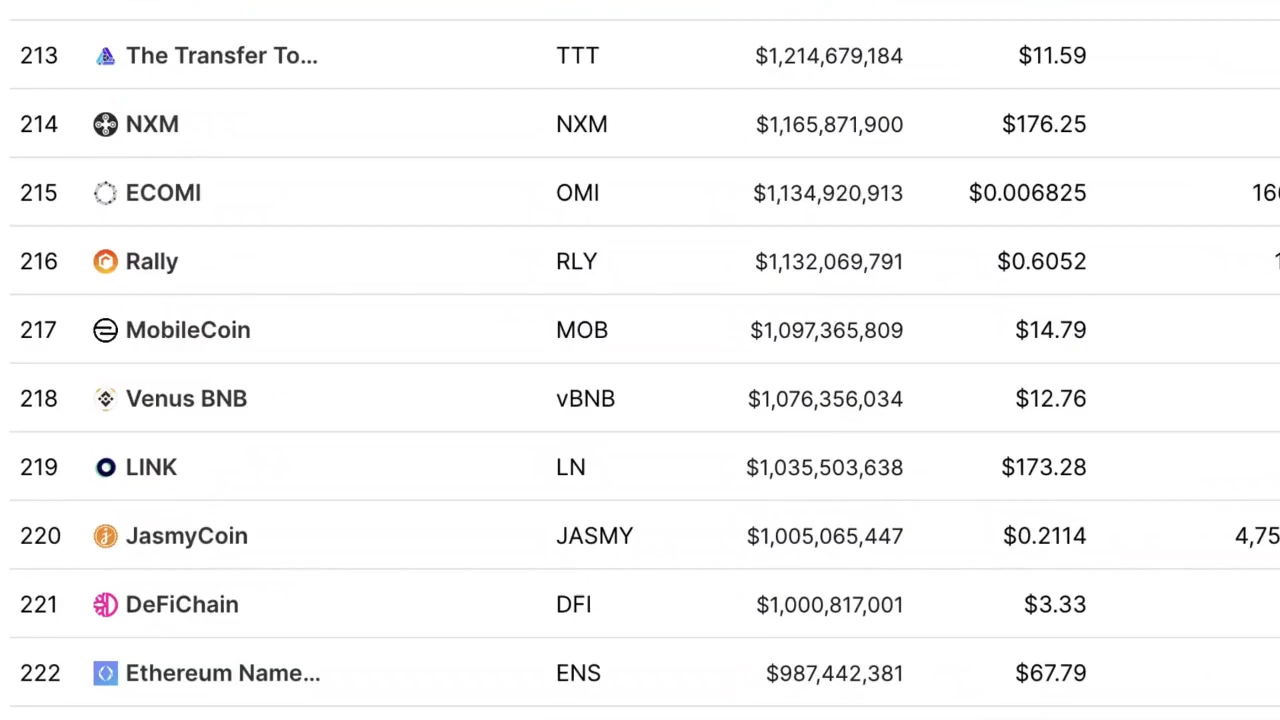 213 The Transfer To... TTT $1,214,679,184 $11.59
214 NXM NXM $1,165,871,900 $176.25
215 ECOMI OMI $1,134,920,913 $0.006825
216 Rally RLY $1,132,069,791 $0.6052
217 MobileCoin MOB $1,097,365,809 $14.79
218 Venus BNB vBNB $1,076,356,034 $12.76
219 LINK LN $1,035,503,638 $173.28
220 JasmyCoin JASMY $1,005,065,447 $0.2114 4,75
221 DeFiChain DFI $1,000,817,001 $3.33
222 Ethereum Name... ENS $987,442,381 $67.79